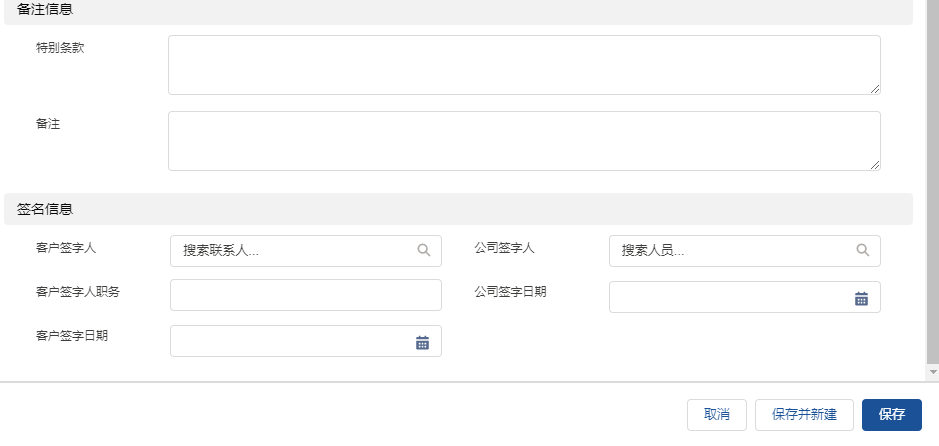 备注信息
特别条款
备注
签名信息
客户签字人 搜索联系人... 公司签字人 搜索人员...
客户签字人职务 公司签字日期
客户签字日期
取消 保存并新建 保存